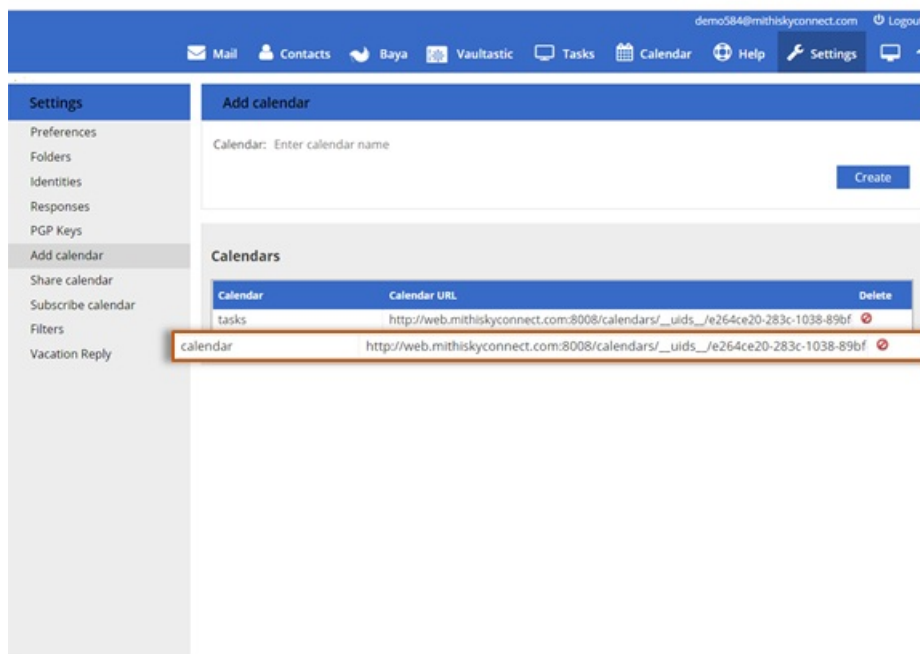 demo584@mithiskyconnect.com Logout
Mail Contacts Baya Vaultastic Tasks Calendar Help Settings
Settings
Preferences
Folders
Identities
Responses
PGP Keys
Add calendar
Share calendar
Subscribe calendar
Filters
Vacation Reply
Add calendar
Calendar: Enter calendar name
Create
Calendars
Calendar Calendar URL Delete
tasks http://web.mithiskyconnect.com:8008/calendars/__uids__/e264ce20-283c-1038-89bf
calendar http://web.mithiskyconnect.com:8008/calendars/__uids__/e264ce20-283c-1038-89bf